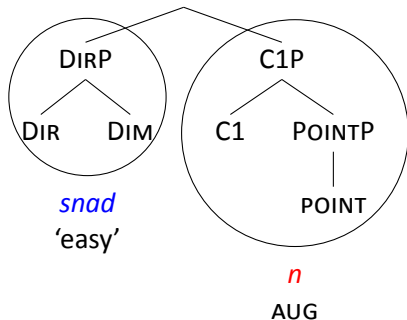 DIRP C1P
DIR DIM C1 POINTP
POINT
snad
'easy'
n
AUG